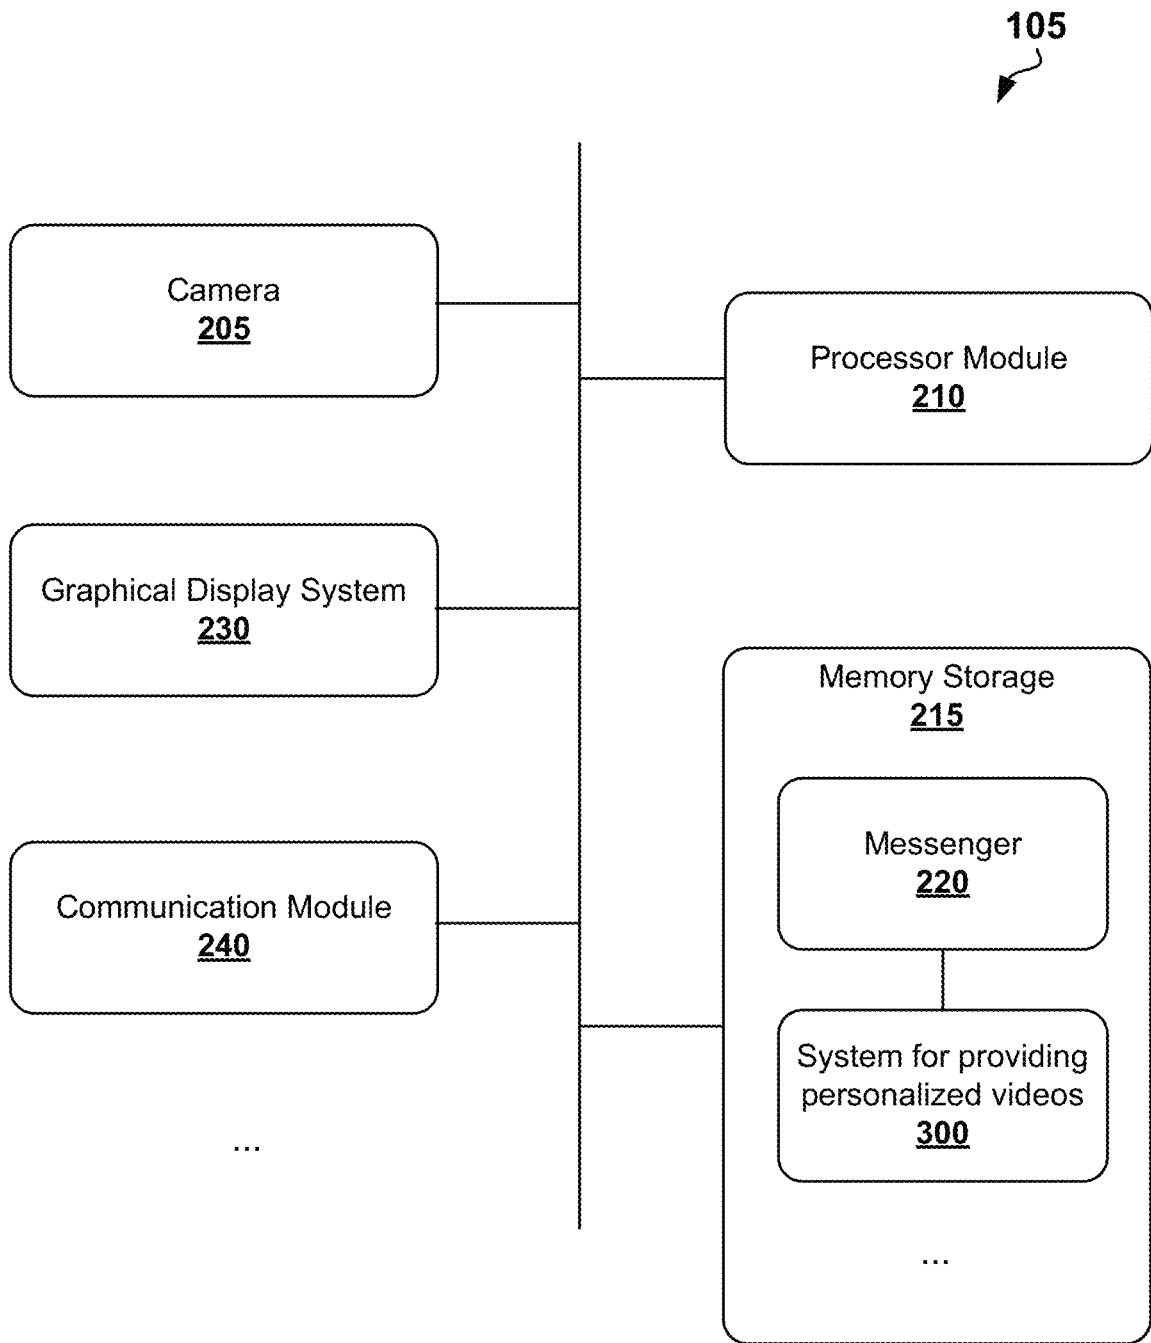 105
Camera
205
Processor Module
210
Graphical Display System
230
Memory Storage
215
Messenger
220
Communication Module
240
System for providing
personalized videos
300
...
...